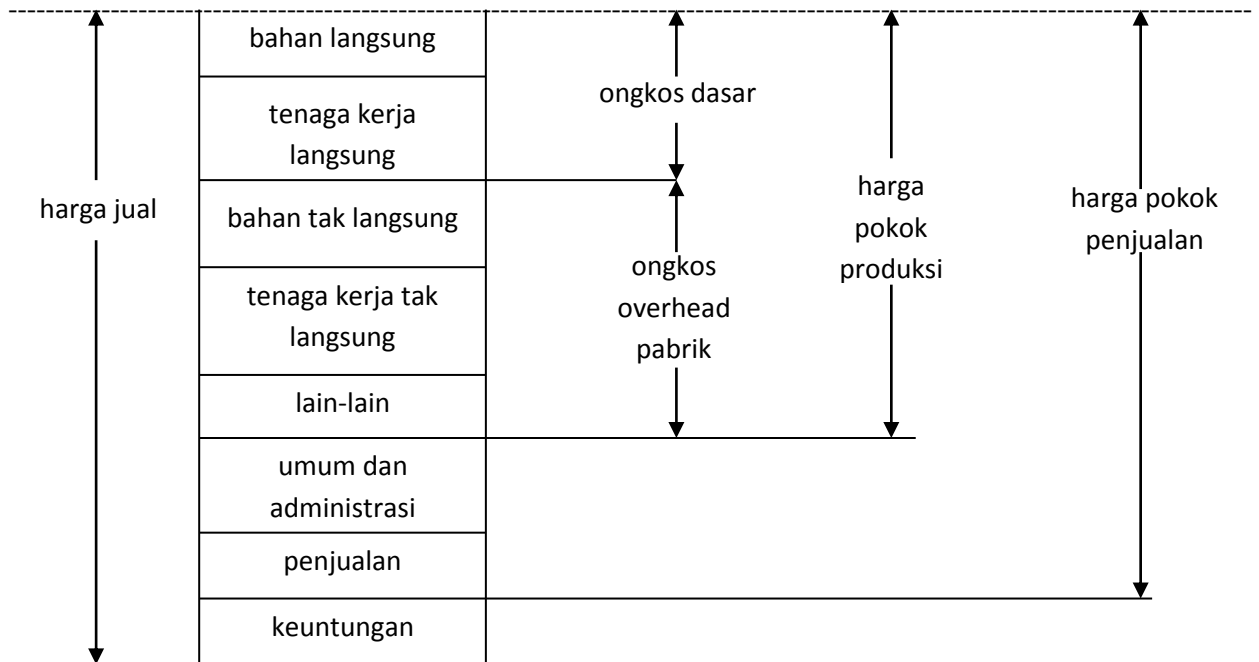 harga jual
bahan langsung
tenaga kerja
langsung
bahan tak langsung
tenaga kerja tak
langsung
lain-lain
umum dan
administrasi
penjualan
keuntungan
ongkos dasar
ongkos
overhead
pabrik
harga
pokok
produksi
harga pokok
penjualan